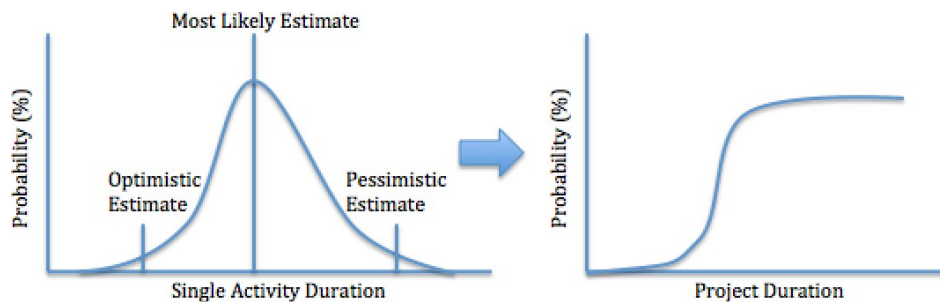 Most Likely Estimate
Probability (%)
Optimistic
Estimate
Pessimistic
Estimate
Single Activity Duration
Probability (%)
Project Duration